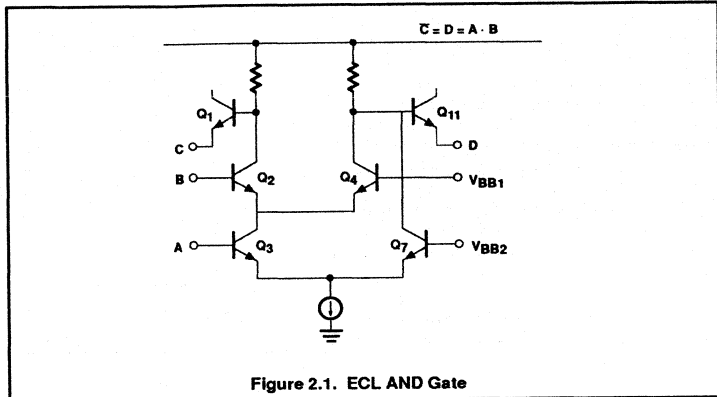 C̅ = D = A · B
Q1
Q11
C
D
B
Q2
Q4
VBB1
A
Q3
Q7
VBB2
Figure 2.1. ECL AND Gate